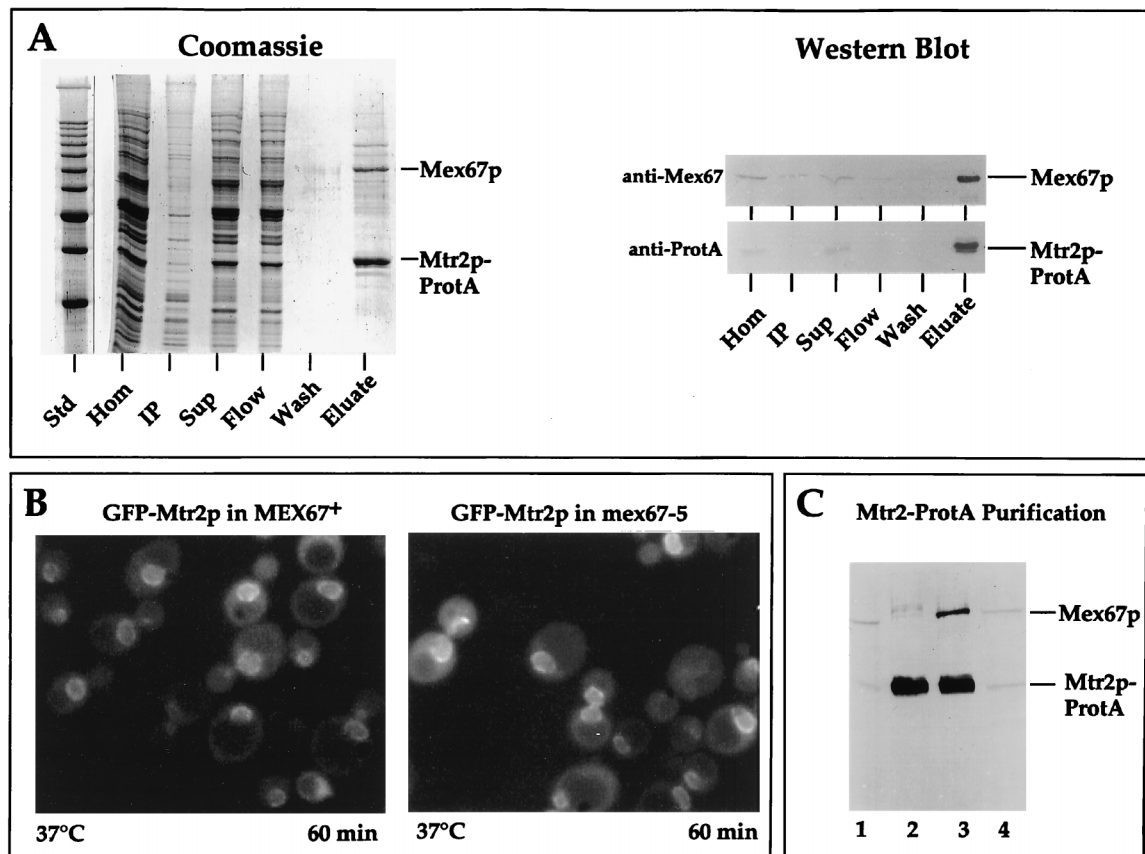 A
Coomassie
Western Blot
Mex67p
Mtr2p-
ProtA
Std
Hom
IP
Sup
Flow
Wash
Eluate
anti-Mex67
Mex67p
anti-ProtA
Mtr2p-
ProtA
Hom
IP
Sup
Flow
Wash
Eluate
B
GFP-Mtr2p in MEX67⁺
GFP-Mtr2p in mex67-5
37°C
60 min
37°C
60 min
C
Mtr2-ProtA Purification
Mex67p
Mtr2p-
ProtA
1 2 3 4